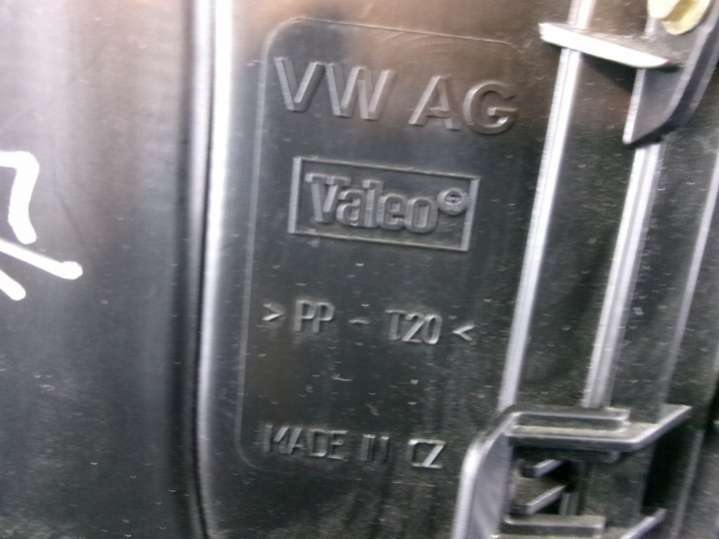 VW AG
Valeo
>PP - T20<
MADE IN CZ